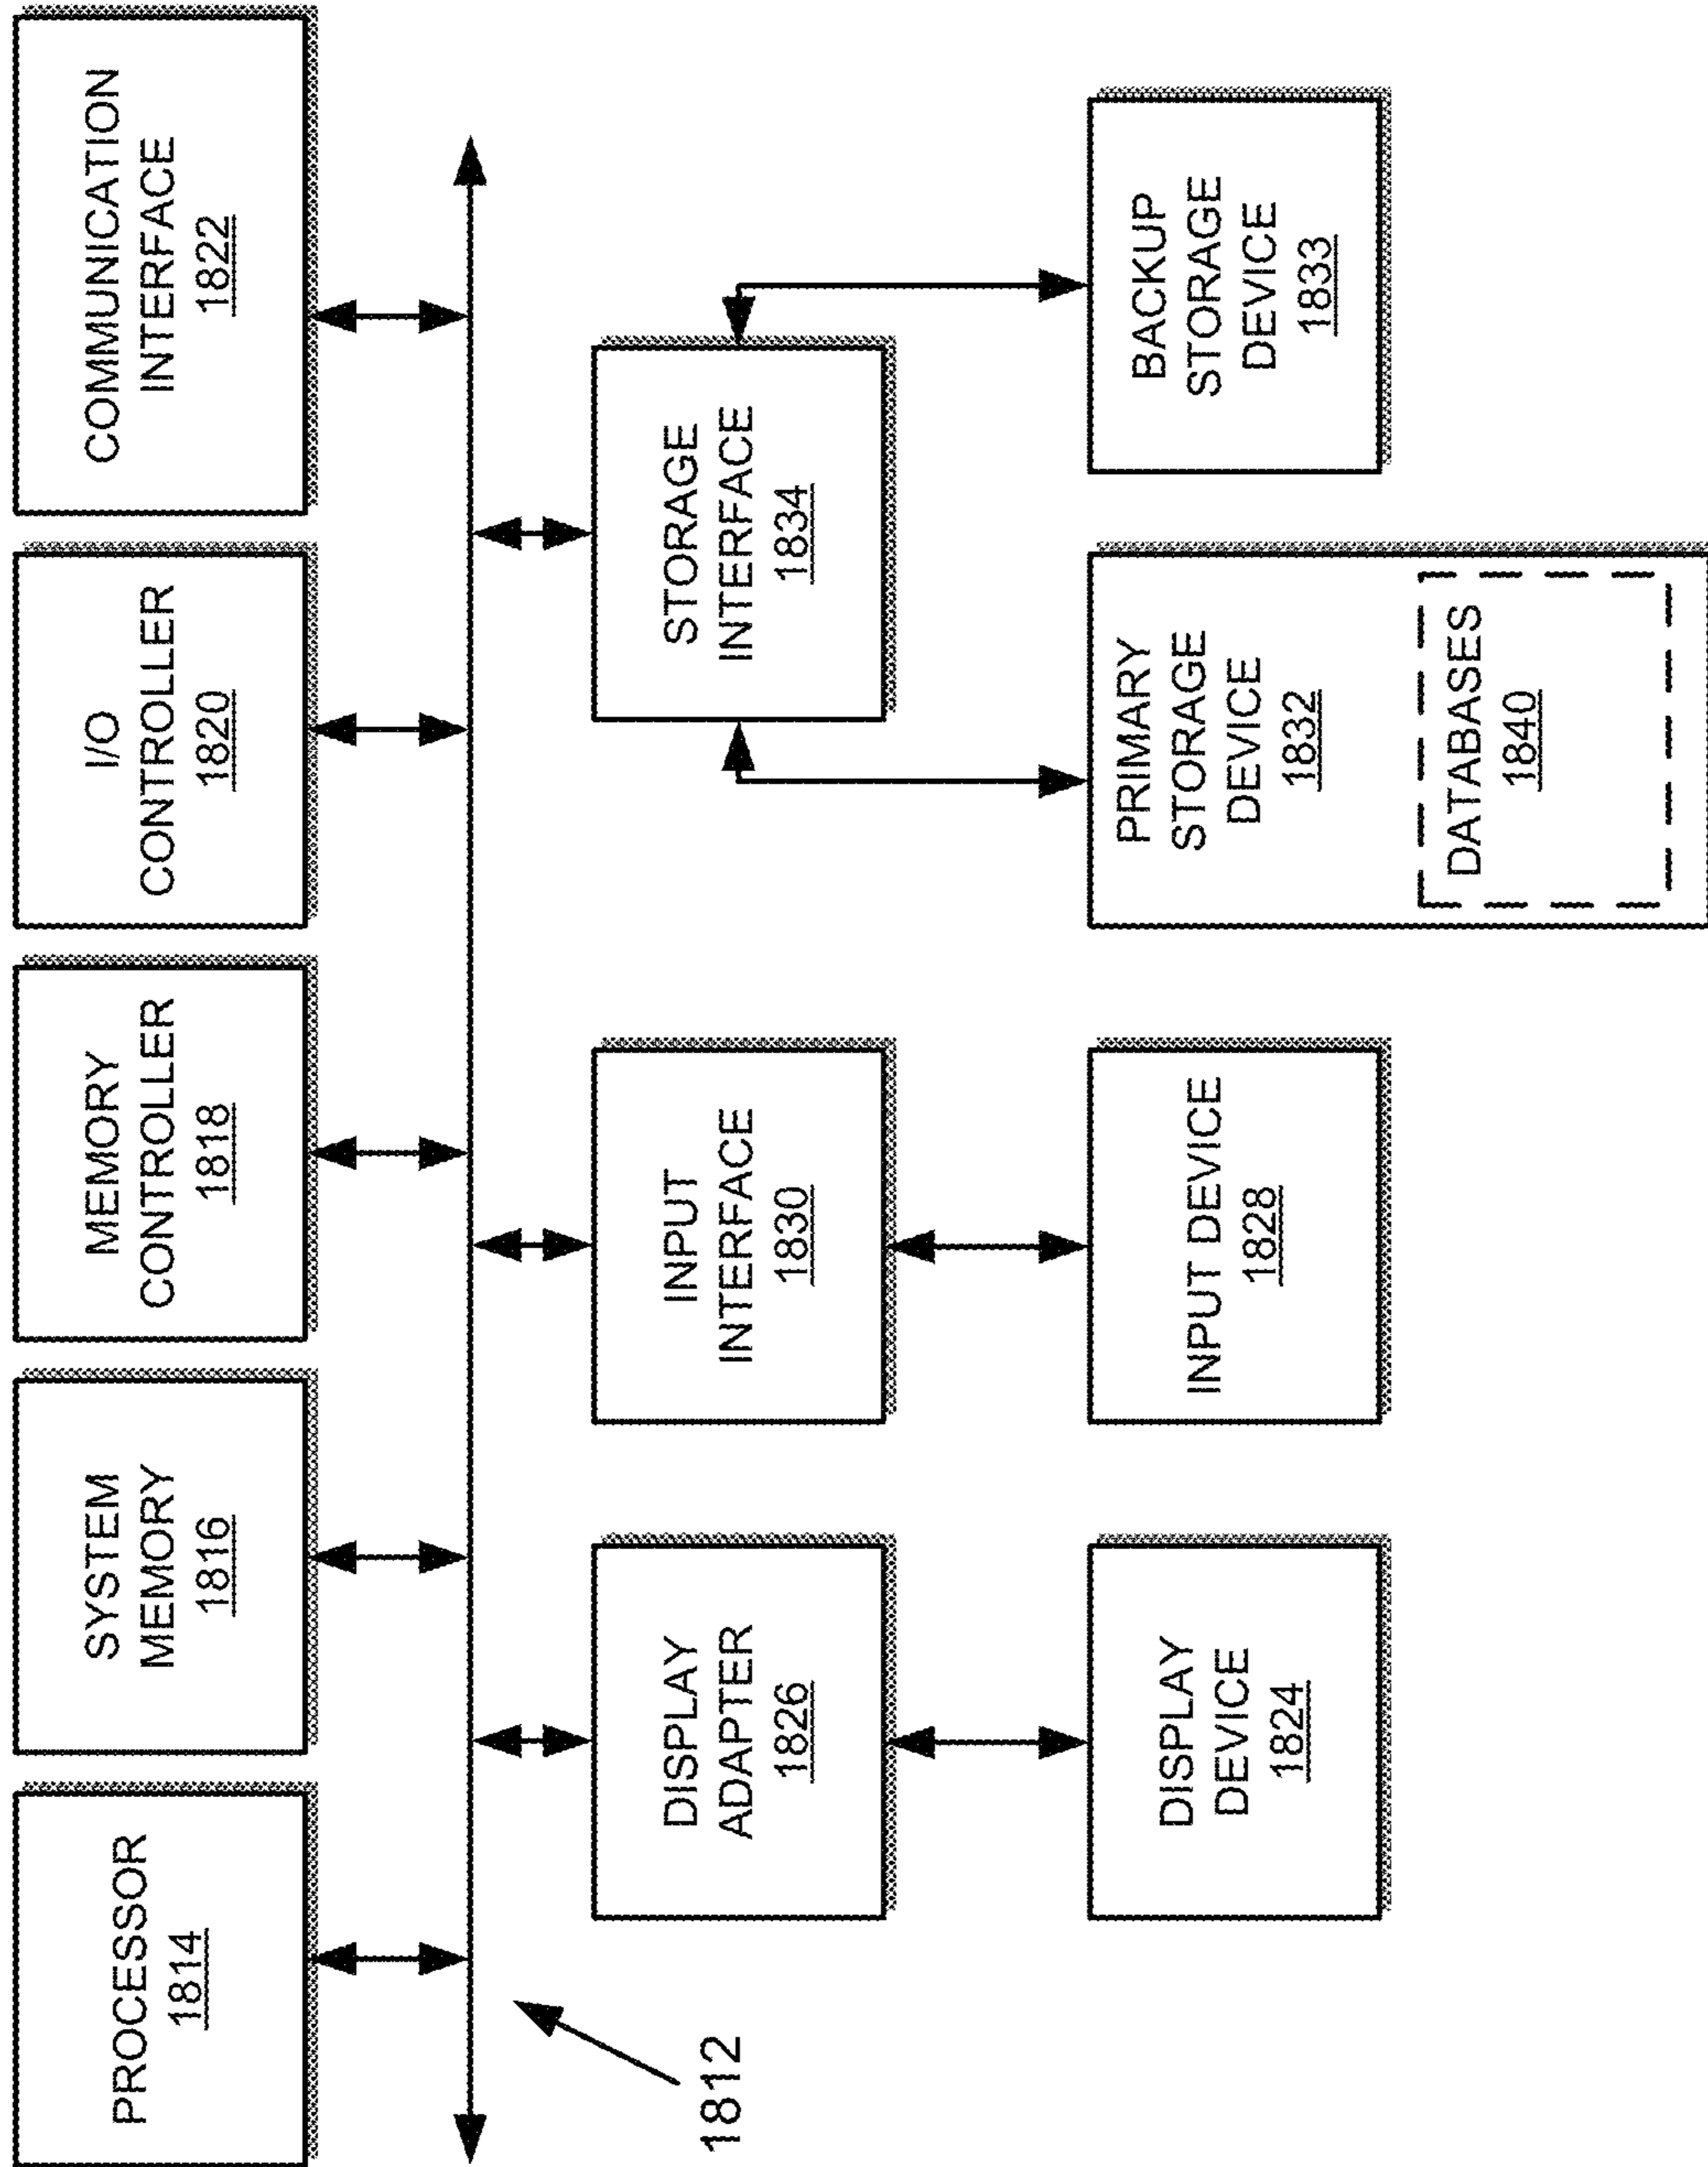 PROCESSOR
1814
SYSTEM
MEMORY
1816
MEMORY
CONTROLLER
1818
I/O
CONTROLLER
1820
COMMUNICATION
INTERFACE
1822
1812
DISPLAY
ADAPTER
1826
INPUT
INTERFACE
1830
STORAGE
INTERFACE
1834
DISPLAY
DEVICE
1824
INPUT DEVICE
1828
PRIMARY
STORAGE
DEVICE
1832
DATABASES
1840
BACKUP
STORAGE
DEVICE
1833